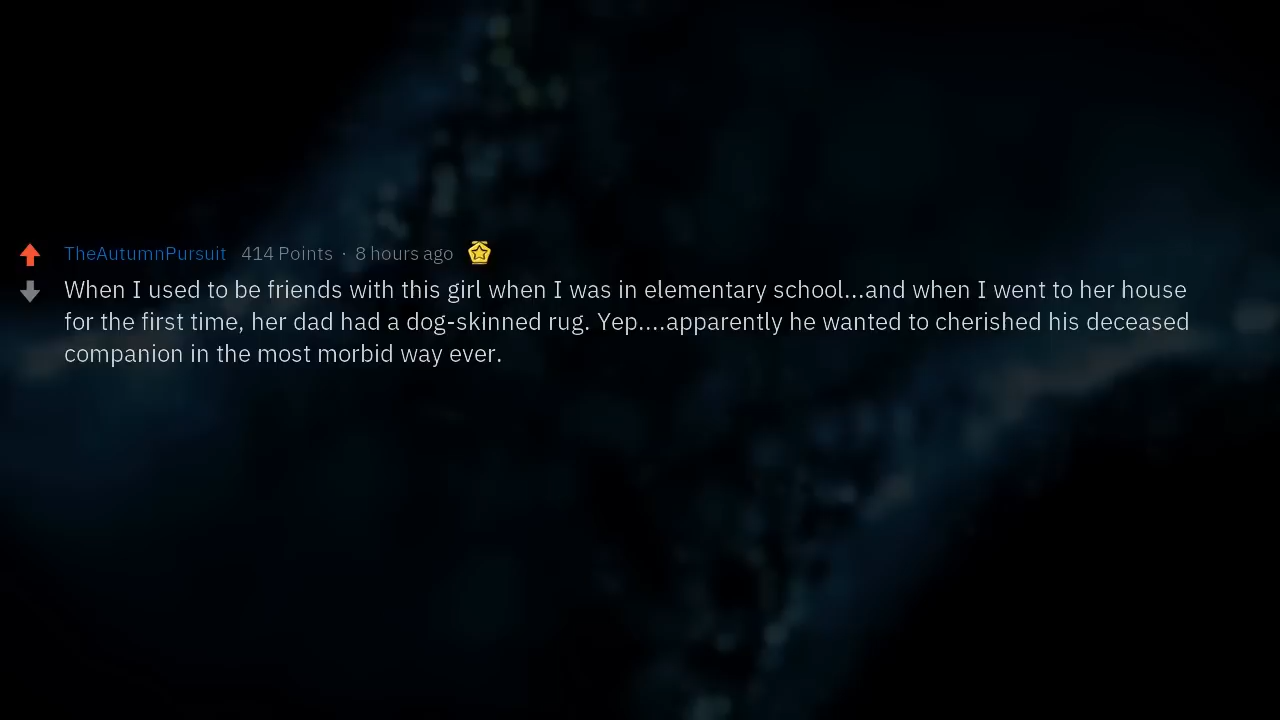 TheAutumnPursuit 414 Points · 8 hours ago
When I used to be friends with this girl when I was in elementary school...and when I went to her house
for the first time, her dad had a dog-skinned rug. Yep....apparently he wanted to cherished his deceased
companion in the most morbid way ever.